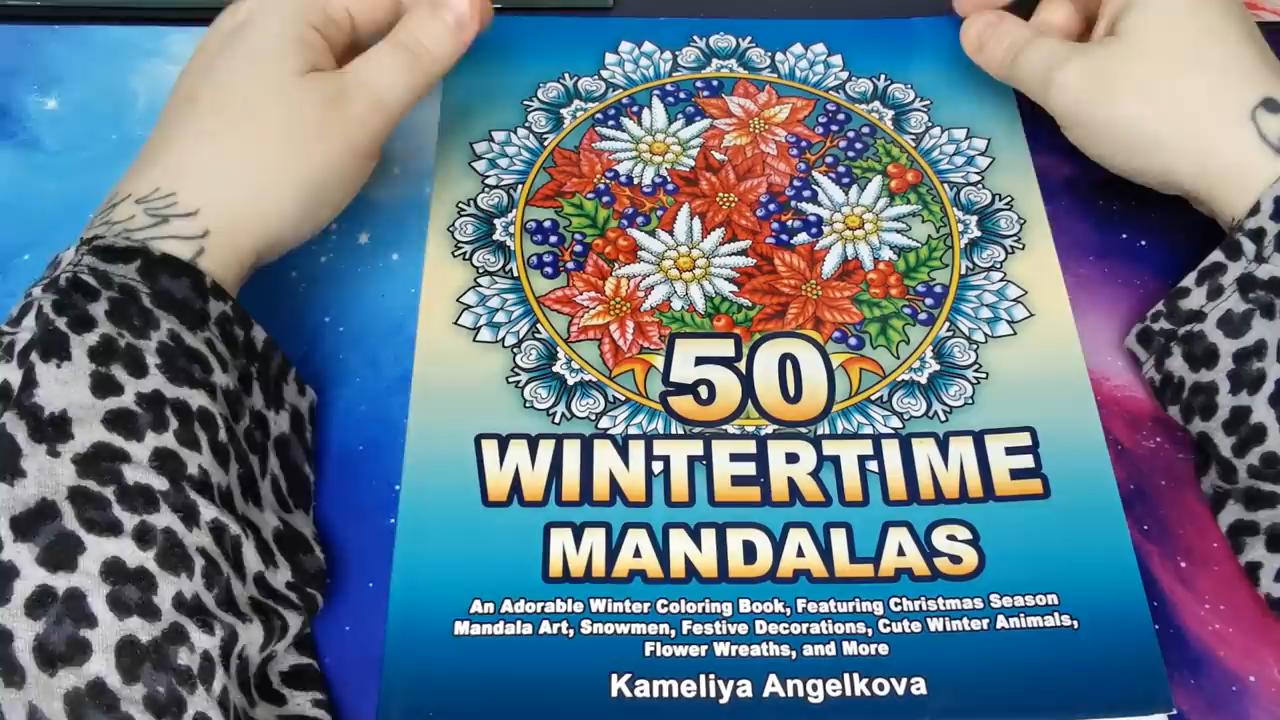 50
WINTERTIME
MANDALAS
An Adorable Winter Coloring Book, Featuring Christmas Season
Mandala Art, Snowmen, Festive Decorations, Cute Winter Animals,
Flower Wreaths, and More
Kameliya Angelkova